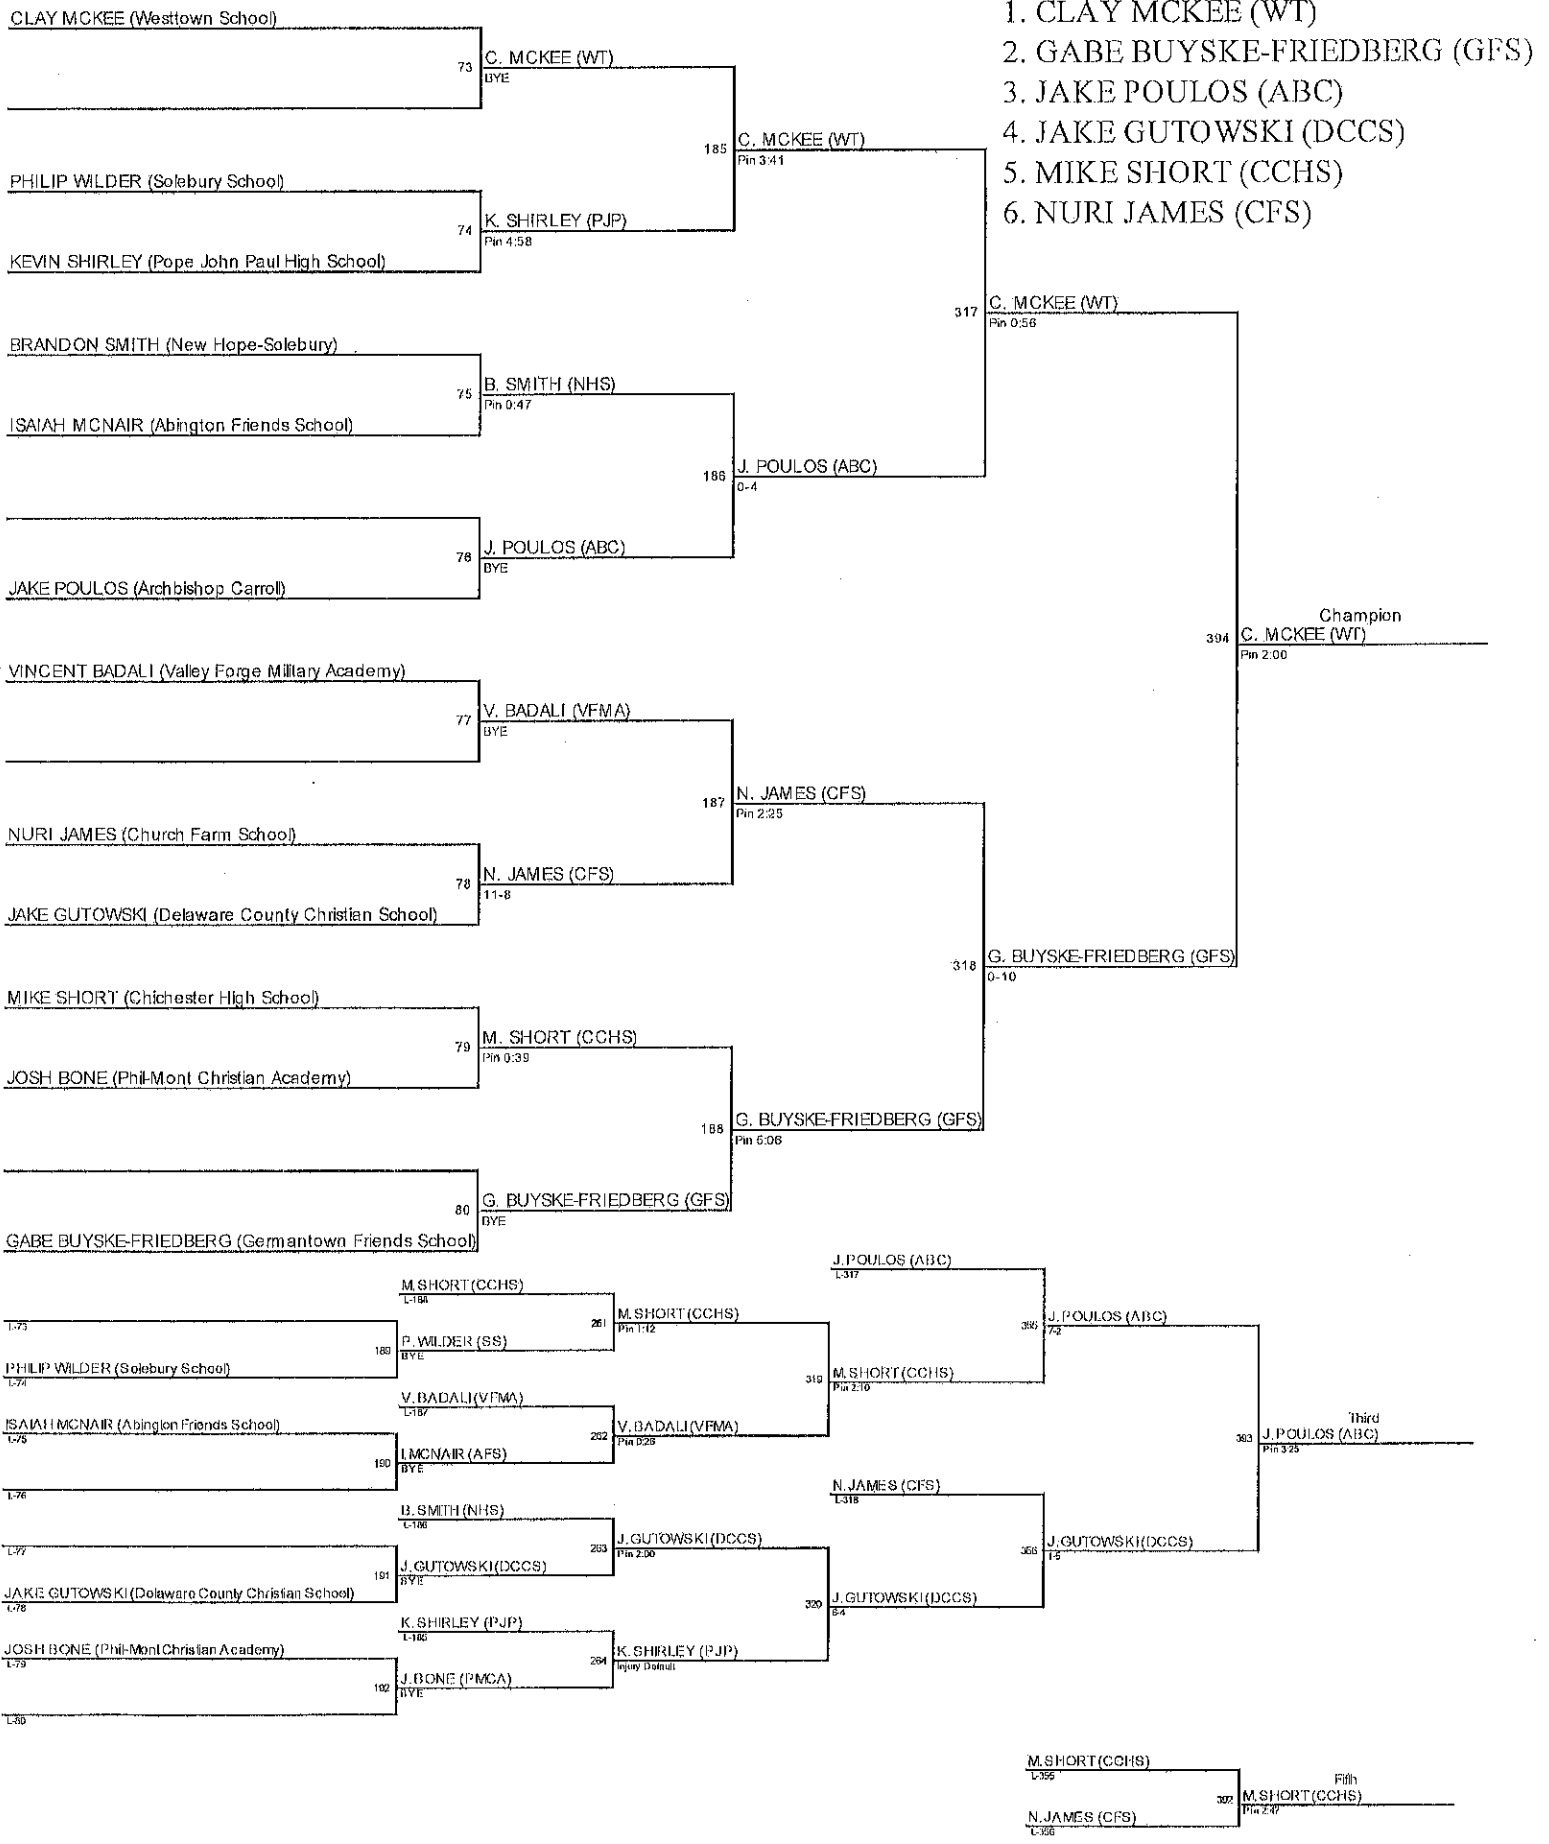 CLAY MCKEE (Westtown School)
73
C. MCKEE (WT)
BYE
185
C. MCKEE (WT)
Pin 3:41
PHILIP WILDER (Solebury School)
74
K. SHIRLEY (PJP)
Pin 4:58
KEVIN SHIRLEY (Pope John Paul High School)
1. CLAY MCKEE (WT)
2. GABE BUYSKE-FRIEDBERG (GFS)
3. JAKE POULOS (ABC)
4. JAKE GUTOWSKI (DCCS)
5. MIKE SHORT (CCHS)
6. NURI JAMES (CFS)
317
C. MCKEE (WT)
Pin 0:56
BRANDON SMITH (New Hope-Solebury)
75
B. SMITH (NHS)
Pin 0:47
ISAIAH MCNAIR (Abington Friends School)
186
J. POULOS (ABC)
0-4
76
J. POULOS (ABC)
BYE
JAKE POULOS (Archbishop Carroll)
Champion
394
C. MCKEE (WT)
Pin 2:00
VINCENT BADALI (Valley Forge Military Academy)
77
V. BADALI (VFMA)
BYE
187
N. JAMES (CFS)
Pin 2:25
NURI JAMES (Church Farm School)
78
N. JAMES (CFS)
11-8
JAKE GUTOWSKI (Delaware County Christian School)
318
G. BUYSKE-FRIEDBERG (GFS)
0-10
MIKE SHORT (Chichester High School)
79
M. SHORT (CCHS)
Pin 0:39
JOSH BONE (Phil-Mont Christian Academy)
188
G. BUYSKE-FRIEDBERG (GFS)
Pin 5:06
80
G. BUYSKE-FRIEDBERG (GFS)
BYE
GABE BUYSKE-FRIEDBERG (Germantown Friends School)
J. POULOS (ABC)
L-317
M. SHORT (CCHS)
L-188
261
M. SHORT (CCHS)
Pin 1:12
355
J. POULOS (ABC)
7-2
L-73
189
P. WILDER (SS)
BYE
PHILIP WILDER (Solebury School)
L-74
319
M. SHORT (CCHS)
Pin 2:10
V. BADALI (VFMA)
L-187
ISAIAH MCNAIR (Abington Friends School)
L-75
262
V. BADALI (VFMA)
Pin 0:26
Third
393
J. POULOS (ABC)
Pin 3:25
190
I. MCNAIR (AFS)
BYE
L-76
N. JAMES (CFS)
L-318
B. SMITH (NHS)
L-186
263
J. GUTOWSKI (DCCS)
Pin 2:00
356
J. GUTOWSKI (DCCS)
1-5
L-77
191
J. GUTOWSKI (DCCS)
BYE
JAKE GUTOWSKI (Delaware County Christian School)
L-78
320
J. GUTOWSKI (DCCS)
6-4
K. SHIRLEY (PJP)
L-185
JOSH BONE (Phil-Mont Christian Academy)
L-79
264
K. SHIRLEY (PJP)
Injury Default
192
J. BONE (PMCA)
BYE
L-80
M. SHORT (CCHS)
L-355
Fifth
392
M. SHORT (CCHS)
Pin 2:47
N. JAMES (CFS)
L-356